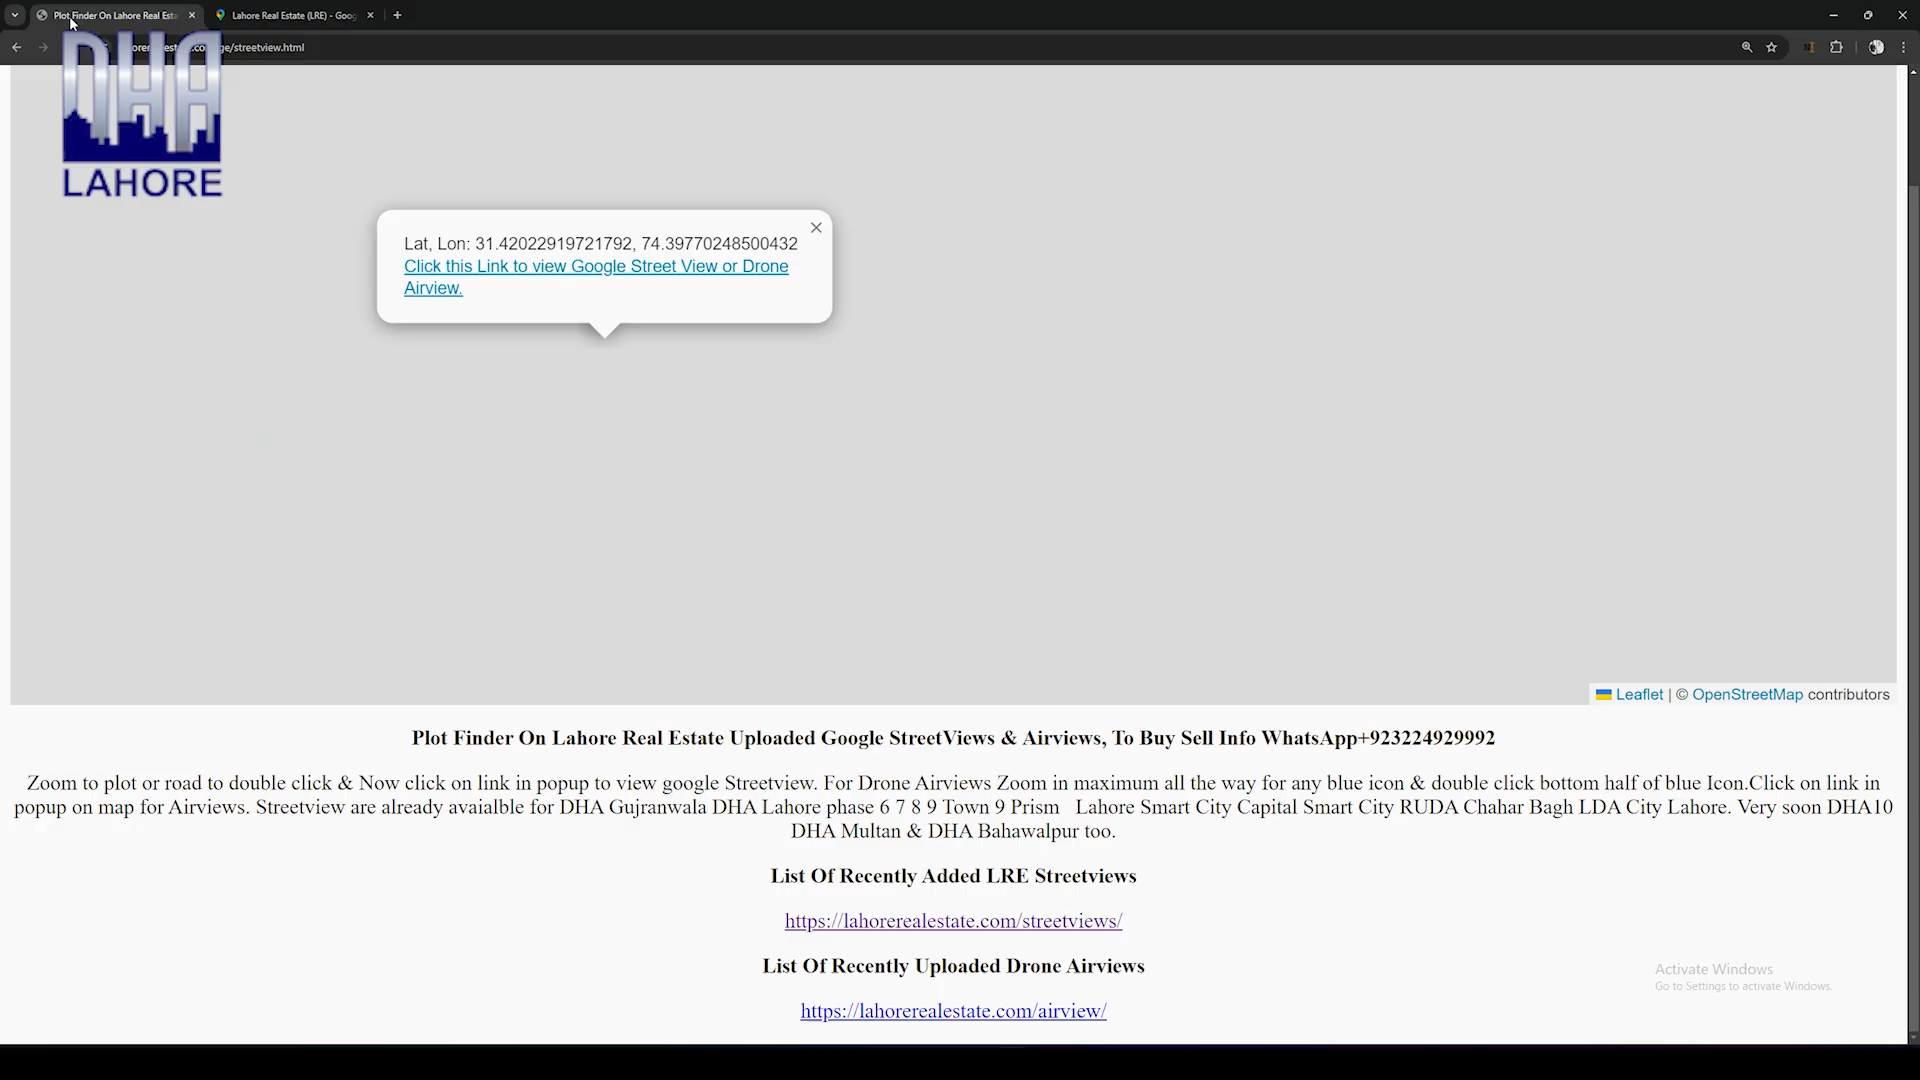 Plot Finder On Lahore Real Esta
Lahore Real Estate (LRE) - Goog
ge/streetview.html
DHA
LAHORE
Lat, Lon: 31.42022919721792, 74.39770248500432
Click this Link to view Google Street View or Drone
Airview.
Leaflet | © OpenStreetMap contributors
Plot Finder On Lahore Real Estate Uploaded Google StreetViews & Airviews, To Buy Sell Info WhatsApp+923224929992
Zoom to plot or road to double click & Now click on link in popup to view google Streetview. For Drone Airviews Zoom in maximum all the way for any blue icon & double click bottom half of blue Icon.Click on link in
popup on map for Airviews. Streetview are already avaialble for DHA Gujranwala DHA Lahore phase 6 7 8 9 Town 9 Prism   Lahore Smart City Capital Smart City RUDA Chahar Bagh LDA City Lahore. Very soon DHA10
DHA Multan & DHA Bahawalpur too.
List Of Recently Added LRE Streetviews
https://lahorerealestate.com/streetviews/
List Of Recently Uploaded Drone Airviews
https://lahorerealestate.com/airview/
Activate Windows
Go to Settings to activate Windows.